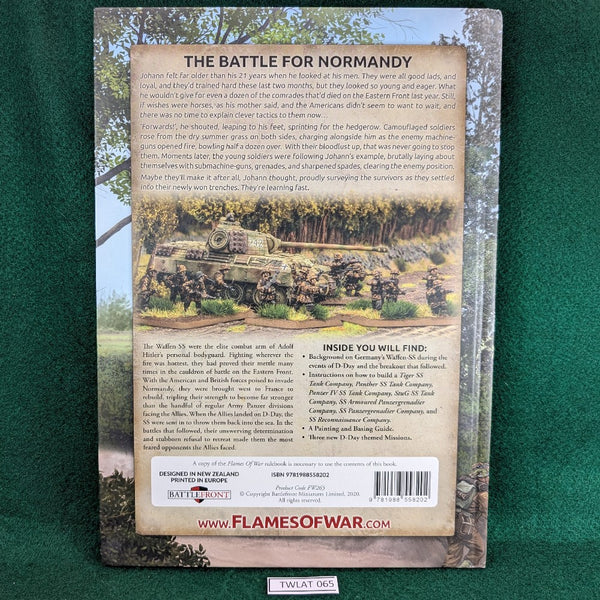 THE BATTLE FOR NORMANDY
Johann felt far older than his 21 years when he looked at his men. They were all good lads, and
loyal, and they'd trained hard these last two months, but they looked so young and eager. What
he wouldn't give for even a dozen of the comrades that'd died on the Eastern Front last year. Still,
if wishes were horses, as his mother said, and the Americans didn't seem to want to wait, and
there was no time to explain clever tactics to them now…
'Forwards!', he shouted, leaping to his feet, sprinting for the hedgerow. Camouflaged soldiers
rose from the dry summer grass on both sides, charging alongside him as the enemy machine-
guns opened fire, bowling half a dozen over. With their bloodlust up, that was never going to stop
them. Moments later, the young soldiers were following Johann's example, brutally laying about
themselves with submachine-guns, grenades, and sharpened spades, clearing the enemy position.
Maybe they'll make it after all, Johann thought, proudly surveying the survivors as they settled
into their newly won trenches. They're learning fast.
The Waffen SS were the elite combat arm of Adolf
Hitler's personal bodyguard. Fighting wherever the
fire was hottest, they had proved their mettle many
times in the cauldron of battle on the Eastern Front.
With the American and British forces poised to invade
Normandy, they were brought west to France to
rebuild, tripling their strength to become far stronger
than the handful of regular Army Panzer divisions
facing the Allies. When the Allies landed on D-Day, the
SS were sent in to throw them back into the sea. In the
battles that followed, their unswerving determination
and stubborn refusal to retreat made them the most
feared opponents the Allies faced.
INSIDE YOU WILL FIND:
• Background on Germany's Waffen-SS during the
events of D-Day and the breakout that followed.
• Instructions on how to build a Tiger SS
Tank Company, Panther SS Tank Company,
Panzer IV SS Tank Company, StuG SS Tank
Company, SS Armoured Panzergrenadier
Company, SS Panzergrenadier Company, and
SS Reconnaissance Company.
• A Painting and Basing Guide.
• Three new D-Day themed Missions.
A copy of the Flames Of War rulebook is necessary to use the contents of this book.
DESIGNED IN NEW ZEALAND
PRINTED IN EUROPE
ISBN 9781988558202
BATTLEFRONT
Product Code FW265
© Copyright Battlefront Miniatures Limited, 2020.
All rights reserved.
9 781988 558202
WWW.FLAMESOFWAR.COM
TWLAT 065